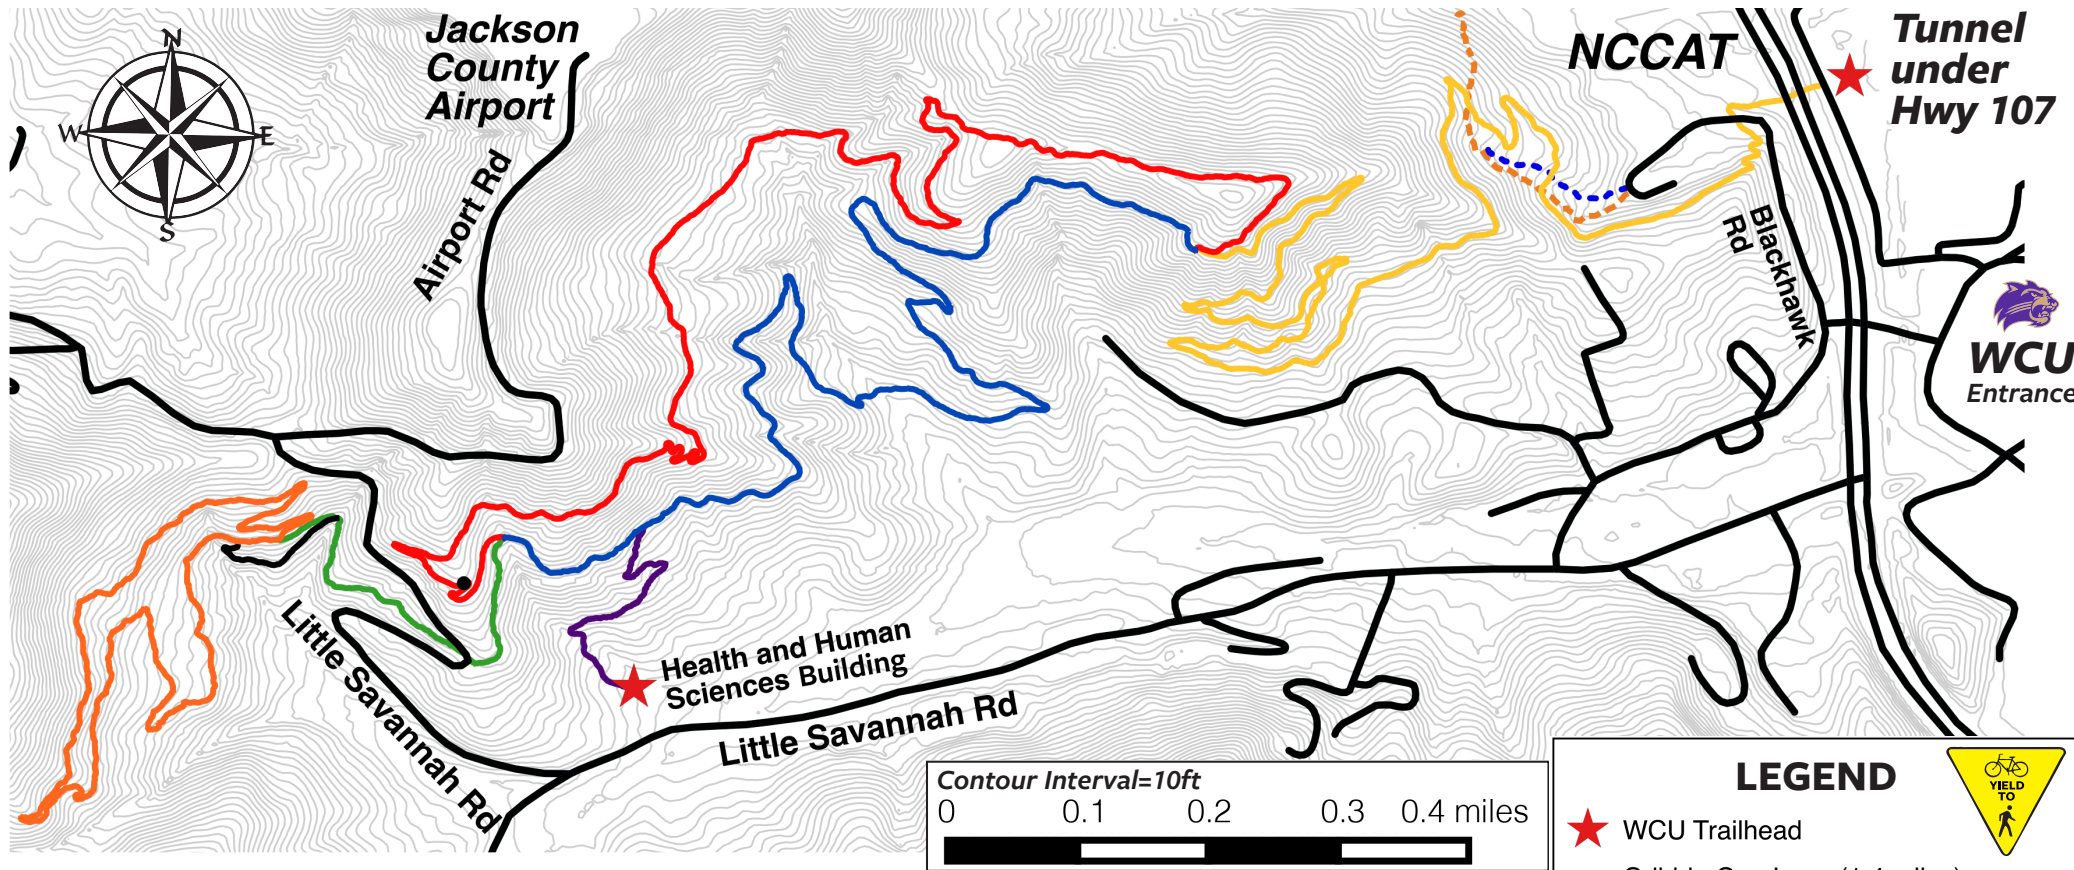 N
W
E
S
Jackson
County
Airport
Airport Rd
NCCAT
Tunnel
under
Hwy 107
Blackhawk
Rd
WCU
Entrance
Little Savannah Rd
Health and Human
Sciences Building
Little Savannah Rd
Contour Interval=10ft
0 0.1 0.2 0.3 0.4 miles
LEGEND
YIELD
TO
WCU Trailhead